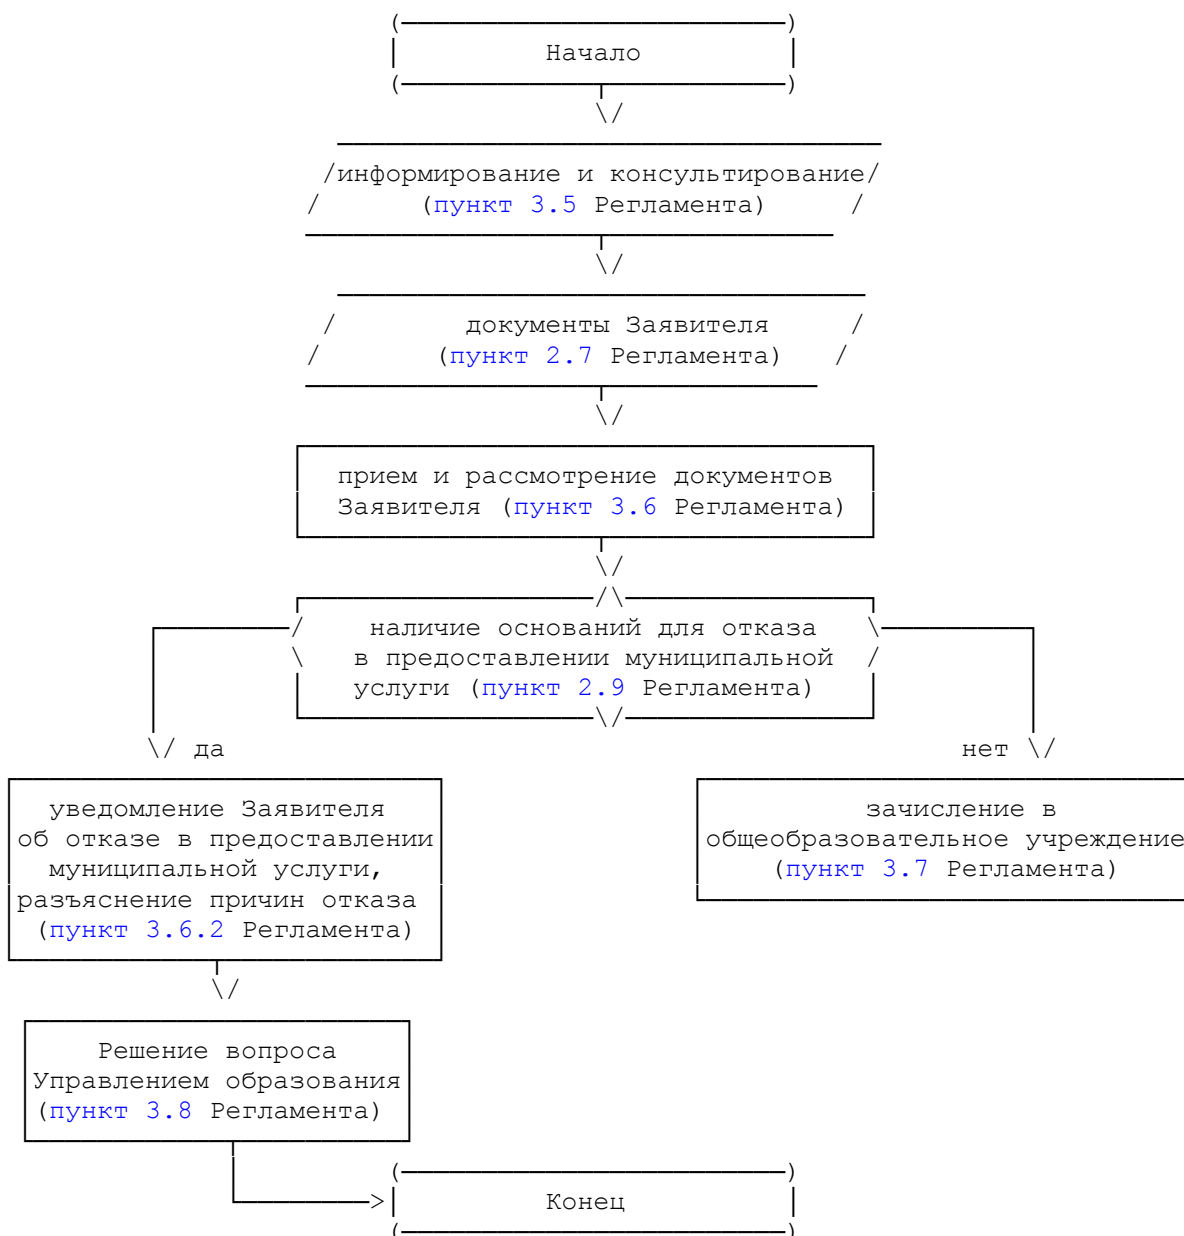 Начало
информирование и консультирование
(пункт 3.5 Регламента)
документы Заявителя
(пункт 2.7 Регламента)
прием и рассмотрение документов
Заявителя (пункт 3.6 Регламента)
наличие оснований для отказа
в предоставлении муниципальной
услуги (пункт 2.9 Регламента)
да
нет
уведомление Заявителя
об отказе в предоставлении
муниципальной услуги,
разъяснение причин отказа
(пункт 3.6.2 Регламента)
зачисление в
общеобразовательное учреждение
(пункт 3.7 Регламента)
Решение вопроса
Управлением образования
(пункт 3.8 Регламента)
Конец